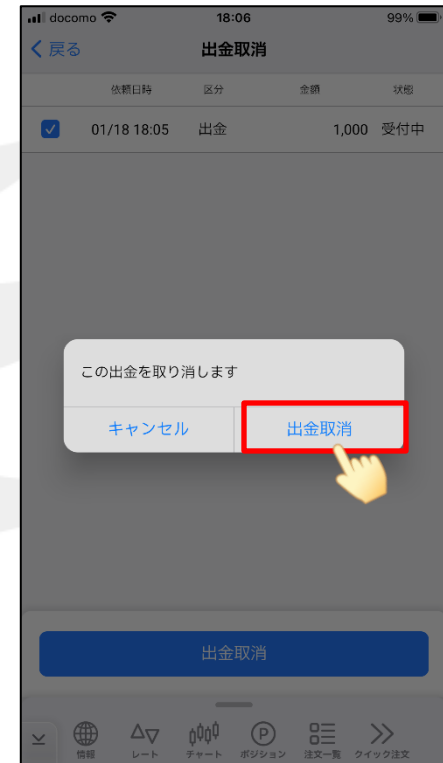 docomo 18:06 99%
戻る 出金取消
依頼日時 区分 金額 状態
01/18 18:05 出金 1,000 受付中
この出金を取り消します
キャンセル 出金取消
出金取消
情報 レート チャート ポジション 注文一覧 クイック注文